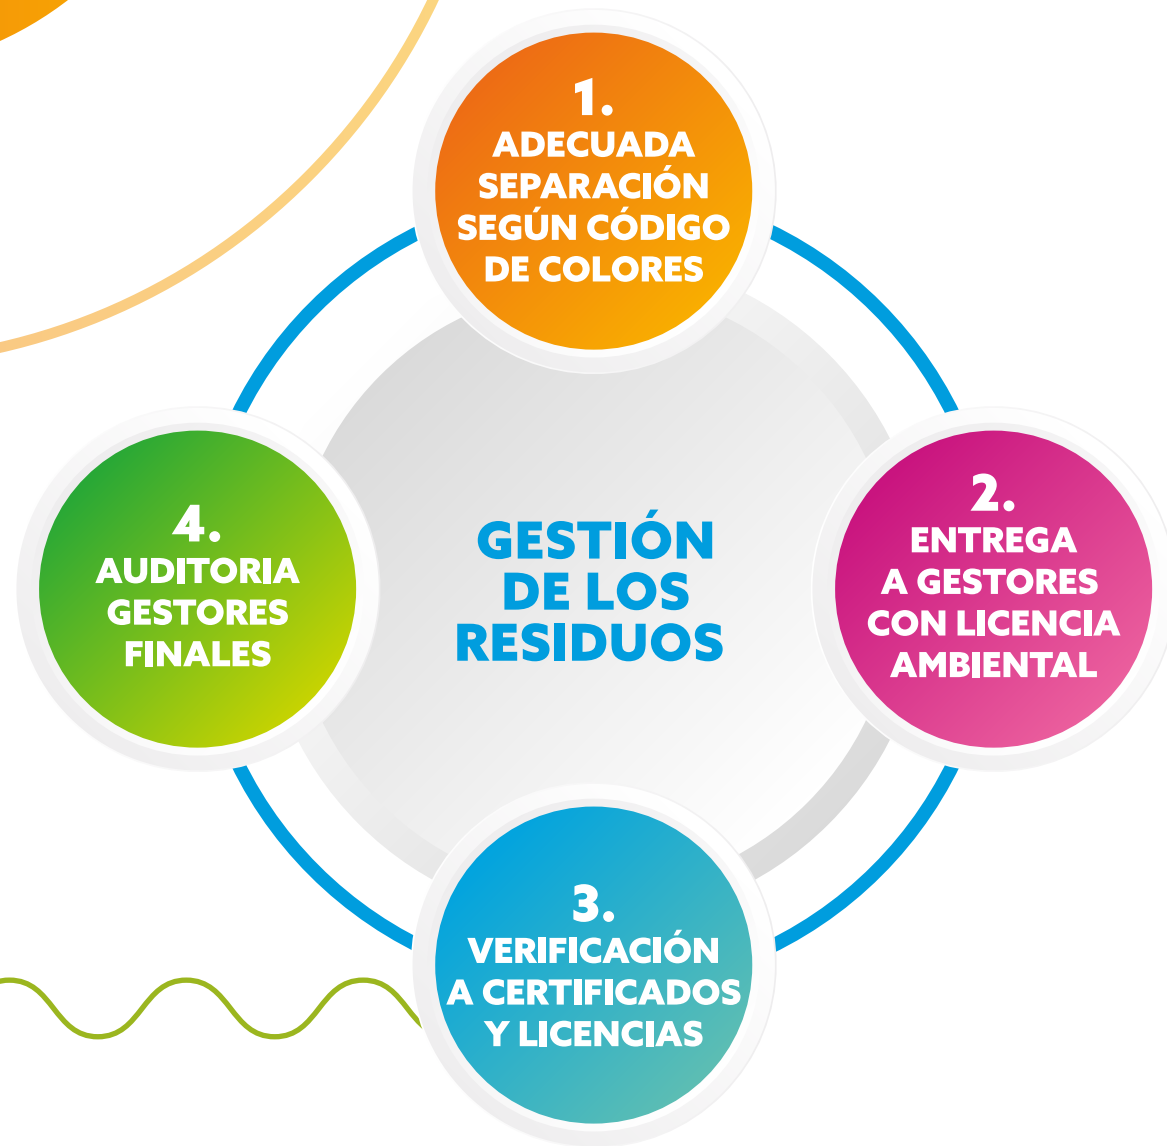 1.
ADECUADA
SEPARACIÓN
SEGÚN CÓDIGO
DE COLORES
2.
ENTREGA
A GESTORES
CON LICENCIA
AMBIENTAL
3.
VERIFICACIÓN
A CERTIFICADOS
Y LICENCIAS
4.
AUDITORIA
GESTORES
FINALES
GESTIÓN
DE LOS
RESIDUOS